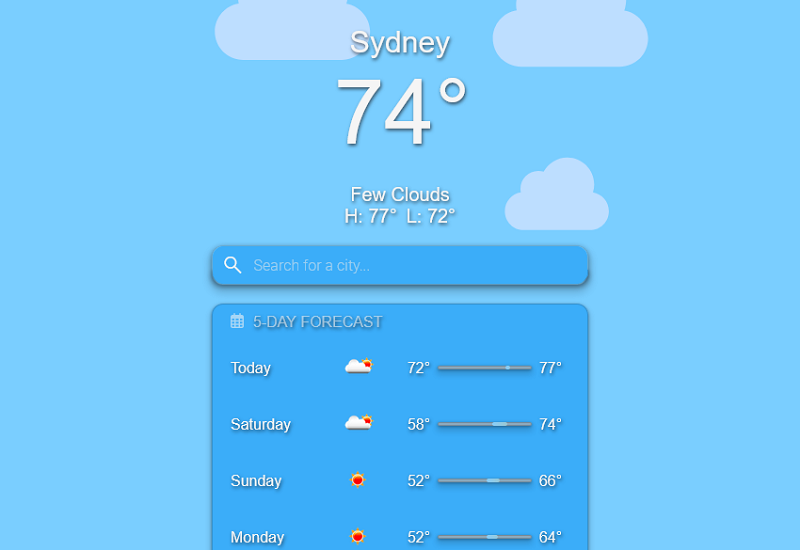 Sydney
74°
Few Clouds
H: 77° L: 72°
Search for a city...
5-DAY FORECAST
Today 72° 77°
Saturday 58° 74°
Sunday 52° 66°
Monday 52° 64°